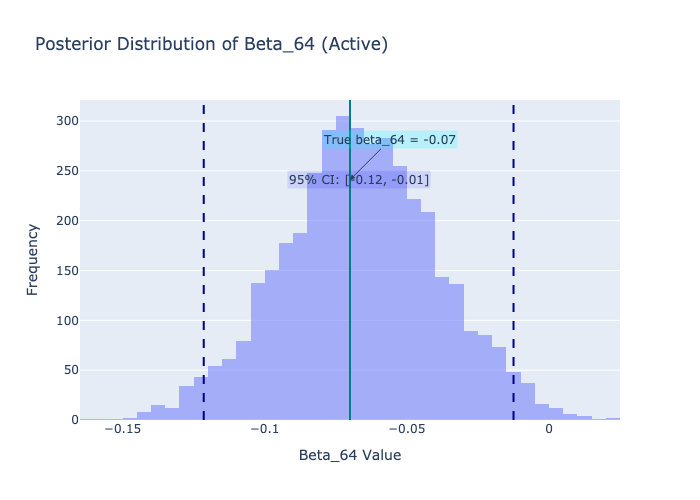 Posterior Distribution of Beta_64 (Active)
300
250
200
150
100
50
0
Frequency
True beta_64 = -0.07
95% CI: [-0.12, -0.01]
−0.15
−0.1
−0.05
0
Beta_64 Value